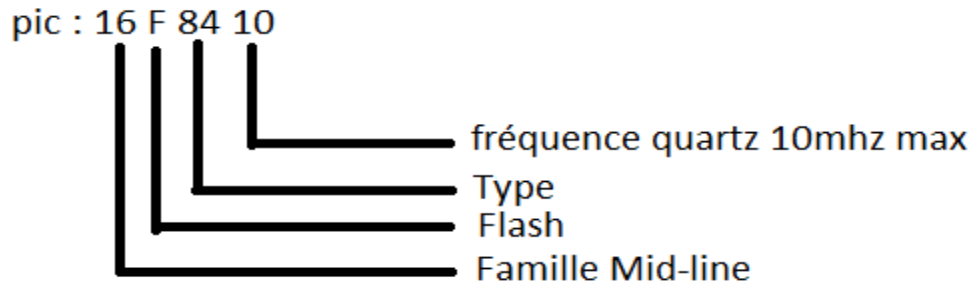 pic : 16 F 84 10
fréquence quartz 10mhz max
Type
Flash
Famille Mid-line